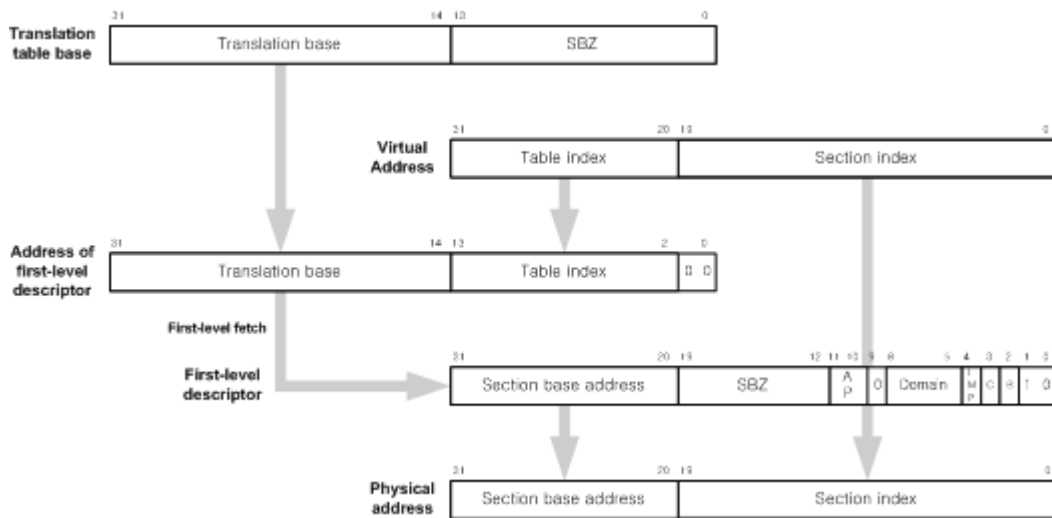 31 14 13 0
Translation table base
Translation base SBZ
31 20 19 0
Virtual Address
Table index Section index
31 14 13 2 0
Address of first-level descriptor
Translation base Table index 0 0
First-level fetch
31 20 19 12 11 10 9 8 5 4 3 2 1 0
First-level descriptor
Section base address SBZ AP 0 Domain IMP C B 1 0
31 20 19 0
Physical address
Section base address Section index